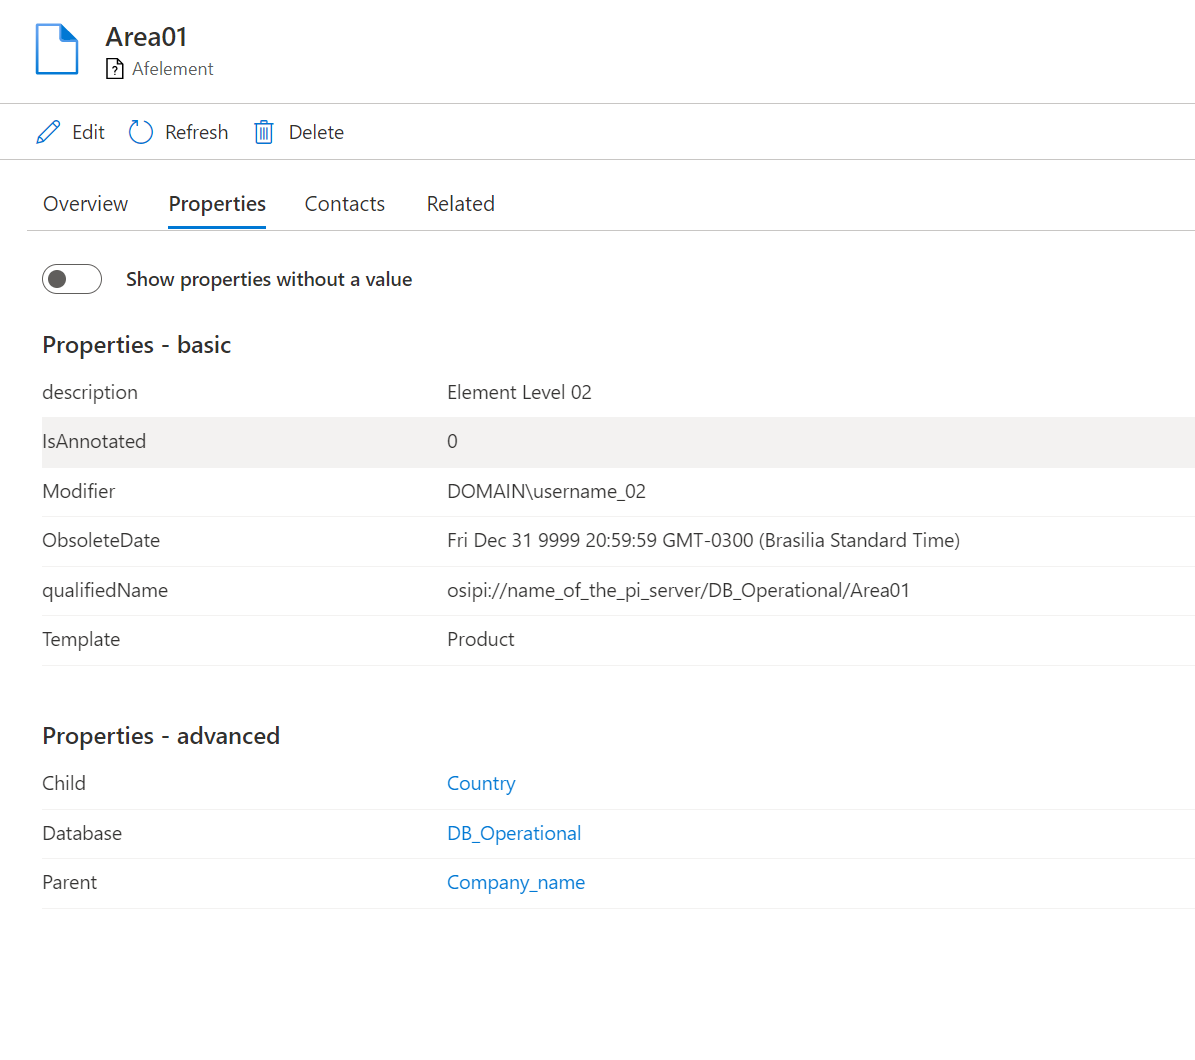 Area01
Afelement
Edit Refresh Delete
Overview Properties Contacts Related
Show properties without a value
Properties - basic
description Element Level 02
IsAnnotated 0
Modifier DOMAIN\username_02
ObsoleteDate Fri Dec 31 9999 20:59:59 GMT-0300 (Brasilia Standard Time)
qualifiedName osipi://name_of_the_pi_server/DB_Operational/Area01
Template Product
Properties - advanced
Child Country
Database DB_Operational
Parent Company_name